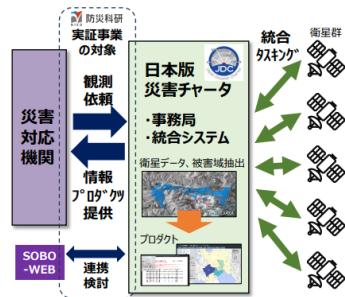 防災科研
実証事業
の対象
災害
対応
機関
観測
依頼
情報
ﾌﾟﾛﾀﾞｸﾂ
提供
SOBO
-WEB
連携
検討
JDC
日本版
災害チャータ
・事務局
・統合システム
衛星データ、被害域抽出
プロダクト
統合
ﾀｽｷﾝｸﾞ
衛星群